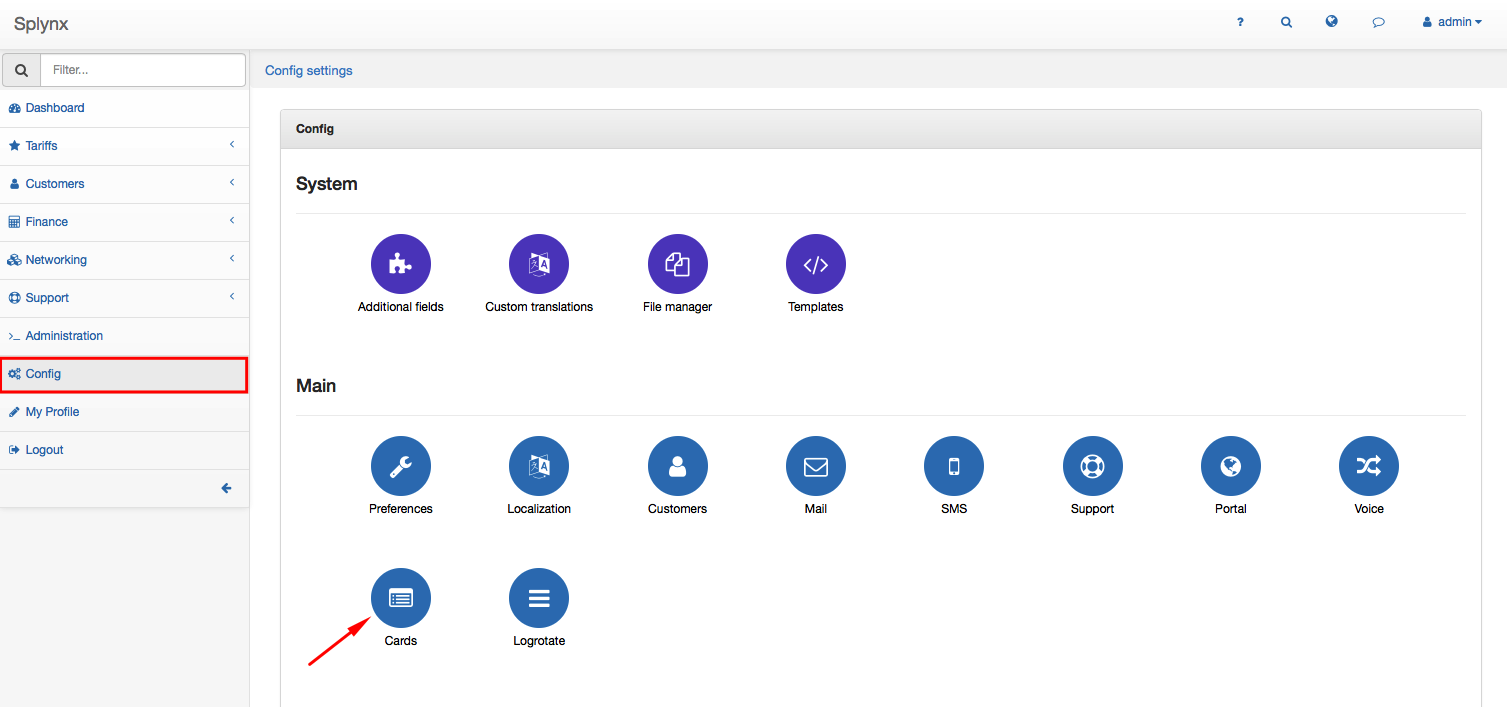 Splynx
?
admin
Filter...
Config settings
Dashboard
Tariffs
Customers
Finance
Networking
Support
Administration
Config
My Profile
Logout
Config
System
Additional fields
Custom translations
File manager
Templates
Main
Preferences
Localization
Customers
Mail
SMS
Support
Portal
Voice
Cards
Logrotate